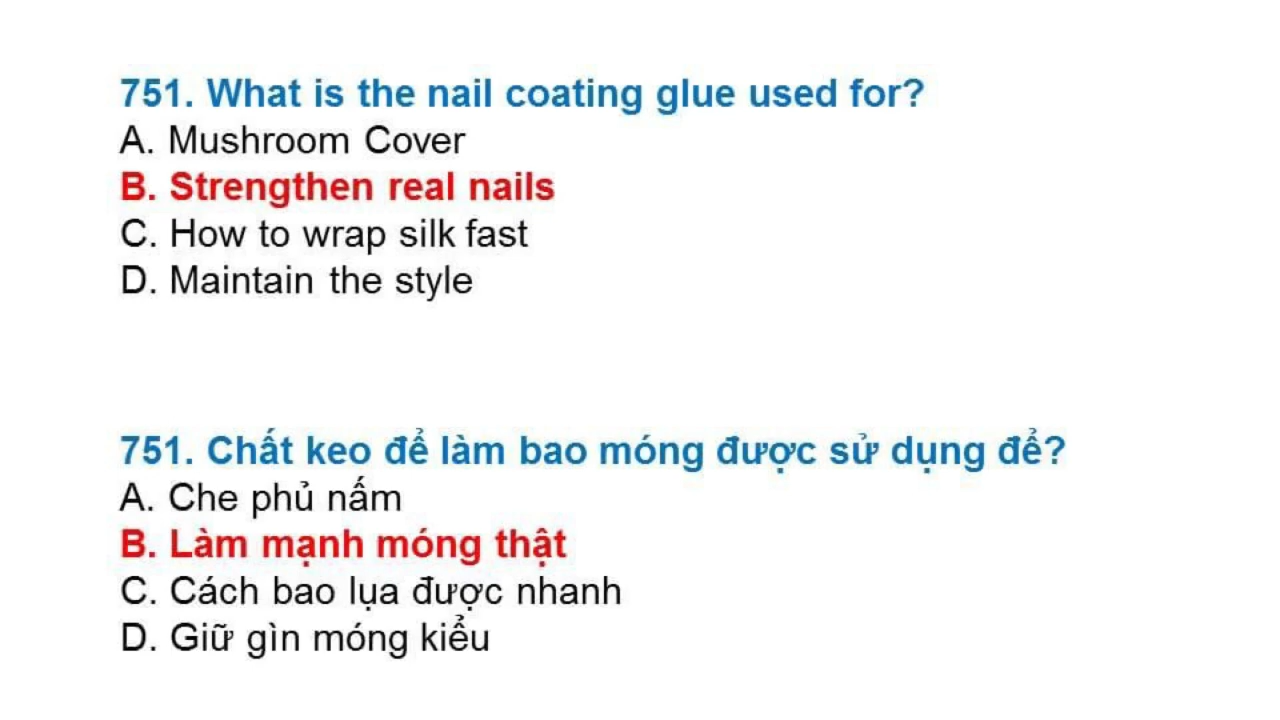 751. What is the nail coating glue used for?
A. Mushroom Cover
B. Strengthen real nails
C. How to wrap silk fast
D. Maintain the style
751. Chất keo để làm bao móng được sử dụng để?
A. Che phủ nấm
B. Làm mạnh móng thật
C. Cách bao lụa được nhanh
D. Giữ gìn móng kiểu